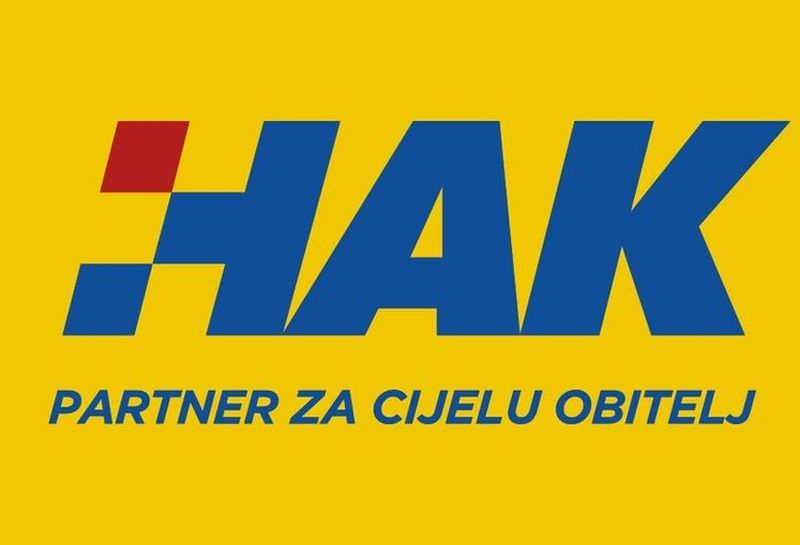 HAK
PARTNER ZA CIJELU OBITELJ